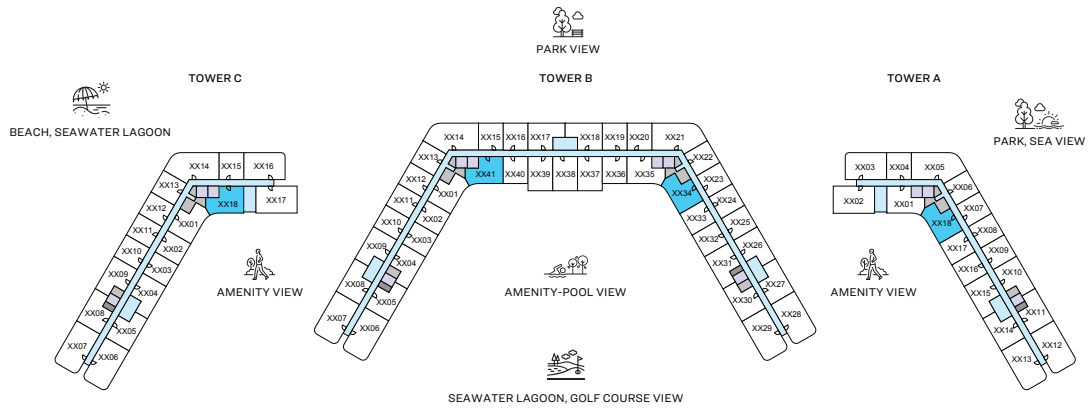 PARK VIEW
TOWER C
TOWER B
TOWER A
BEACH, SEAWATER LAGOON
PARK, SEA VIEW
XX14
XX15
XX16
XX13
XX12
XX11
XX10
XX09
XX08
XX07
XX06
XX05
XX04
XX03
XX02
XX01
XX18
XX17
XX14
XX15
XX16
XX17
XX18
XX19
XX20
XX21
XX13
XX12
XX11
XX10
XX09
XX08
XX07
XX06
XX05
XX04
XX03
XX02
XX01
XX41
XX40
XX39
XX38
XX37
XX36
XX35
XX34
XX33
XX32
XX31
XX30
XX29
XX28
XX27
XX26
XX25
XX24
XX23
XX22
XX03
XX04
XX05
XX02
XX01
XX06
XX07
XX08
XX09
XX10
XX11
XX12
XX13
XX14
XX15
XX16
XX17
XX18
AMENITY VIEW
AMENITY-POOL VIEW
AMENITY VIEW
SEAWATER LAGOON, GOLF COURSE VIEW